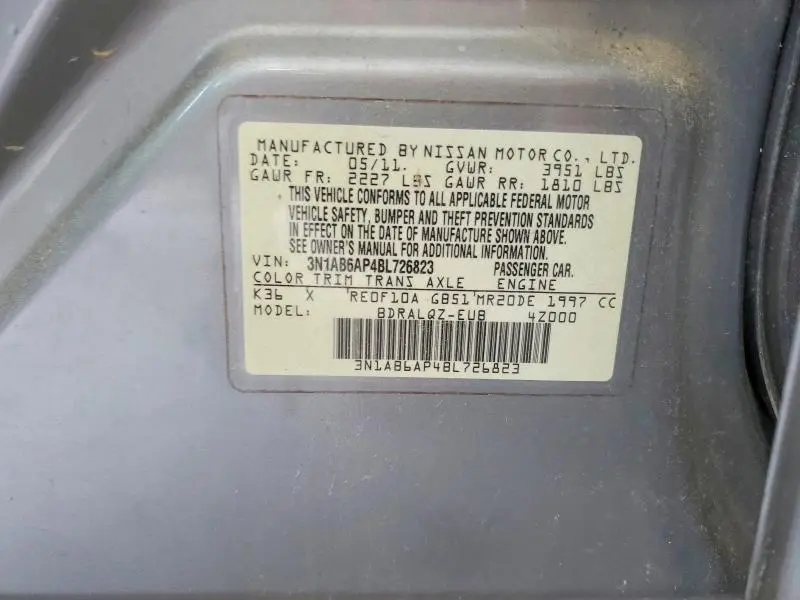 MANUFACTURED BY NISSAN MOTOR CO., LTD.
DATE: 05/11. GVWR: 3951 LBS
GAWR FR: 2227 LBS GAWR RR: 1810 LBS
THIS VEHICLE CONFORMS TO ALL APPLICABLE FEDERAL MOTOR
VEHICLE SAFETY, BUMPER AND THEFT PREVENTION STANDARDS
IN EFFECT ON THE DATE OF MANUFACTURE SHOWN ABOVE.
SEE OWNER'S MANUAL FOR ADDITIONAL INFORMATION.
VIN: 3N1AB6AP4BL726823 PASSENGER CAR.
COLOR TRIM TRANS AXLE ENGINE
K36 X RE0F10A GB51 MR20DE 1997 CC
MODEL: BDRALQZ-EUB 4Z000
3N1AB6AP4BL726823